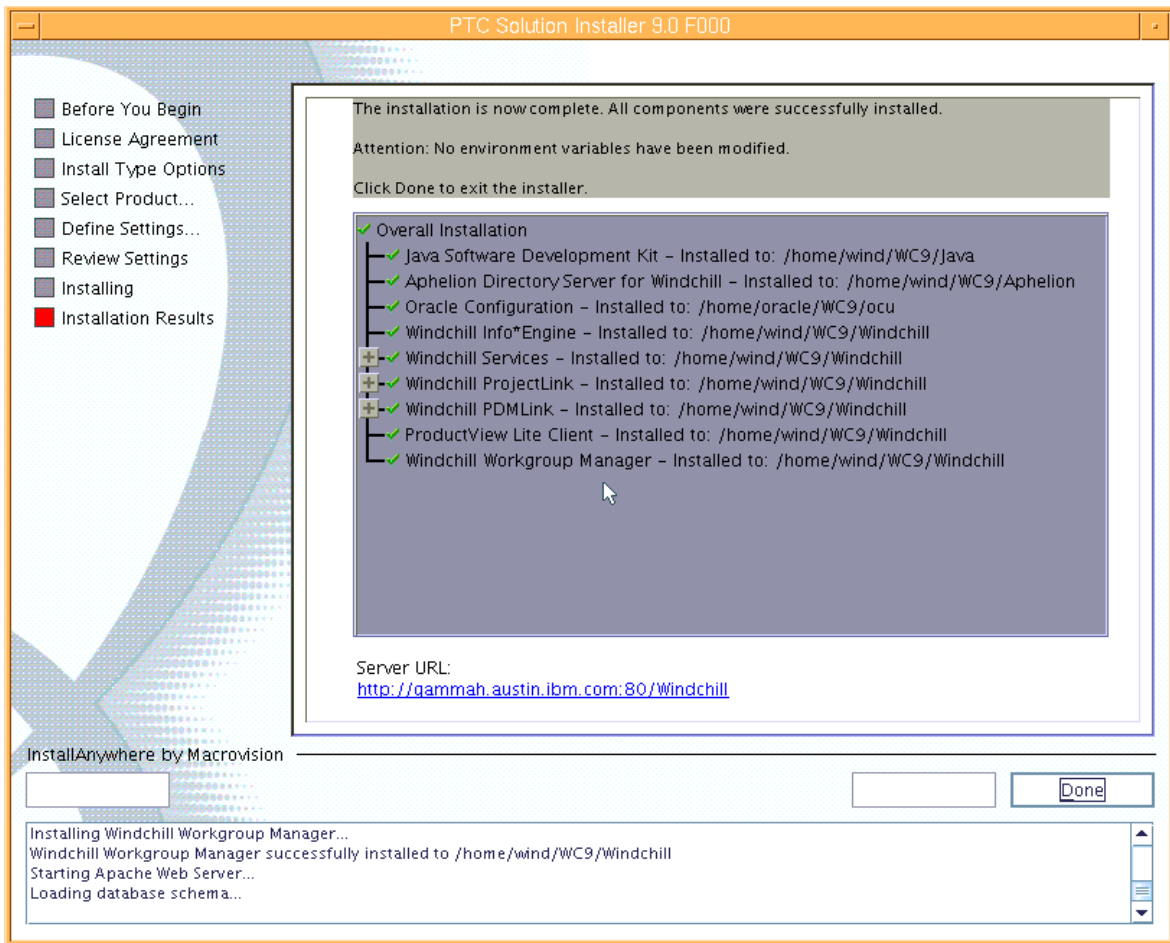 PTC Solution Installer 9.0 F000
Before You Begin
License Agreement
Install Type Options
Select Product...
Define Settings...
Review Settings
Installing
Installation Results
The installation is now complete. All components were successfully installed.
Attention: No environment variables have been modified.
Click Done to exit the installer.
Overall Installation
Java Software Development Kit – Installed to: /home/wind/WC9/Java
Aphelion Directory Server for Windchill – Installed to: /home/wind/WC9/Aphelion
Oracle Configuration – Installed to: /home/oracle/WC9/ocu
Windchill Info*Engine – Installed to: /home/wind/WC9/Windchill
Windchill Services – Installed to: /home/wind/WC9/Windchill
Windchill ProjectLink – Installed to: /home/wind/WC9/Windchill
Windchill PDMLink – Installed to: /home/wind/WC9/Windchill
ProductView Lite Client – Installed to: /home/wind/WC9/Windchill
Windchill Workgroup Manager – Installed to: /home/wind/WC9/Windchill
Server URL:
http://gammah.austin.ibm.com:80/Windchill
InstallAnywhere by Macrovision
Done
Installing Windchill Workgroup Manager...
Windchill Workgroup Manager successfully installed to /home/wind/WC9/Windchill
Starting Apache Web Server...
Loading database schema...